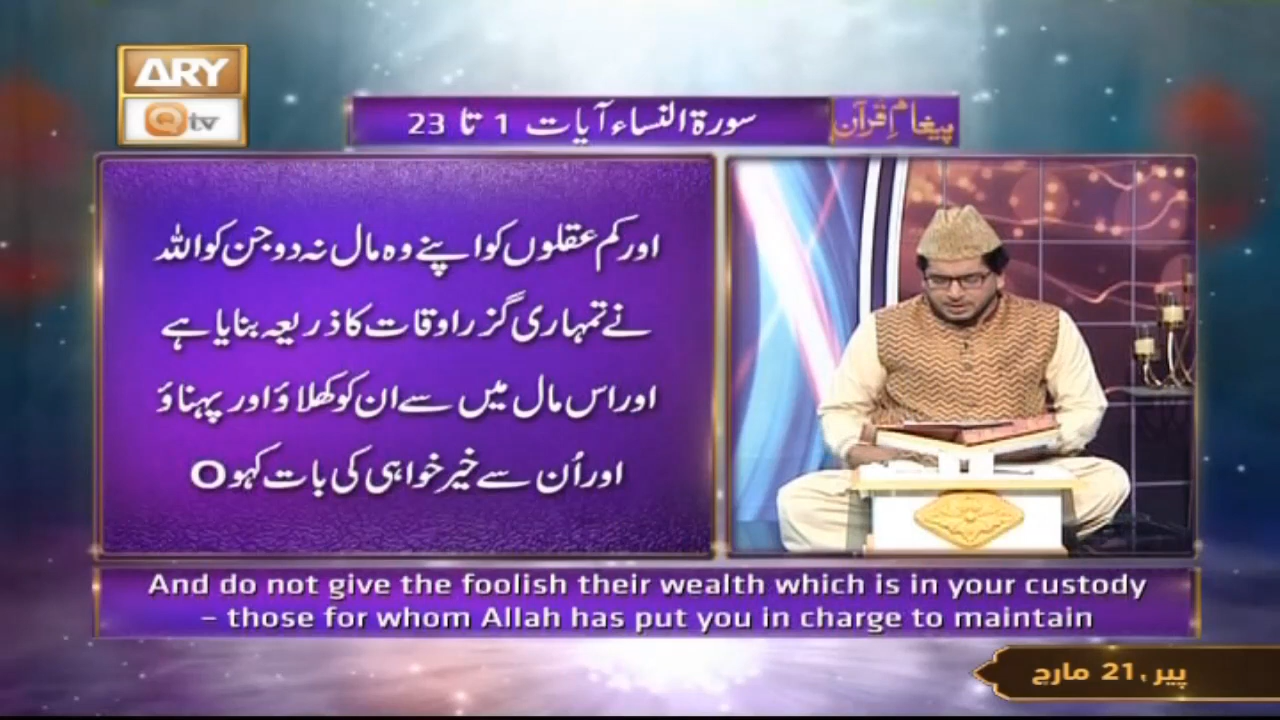 ARY
Qtv
پیغامِ قرآن
سورۃ النساء آیات 1 تا 23
اور کم عقلوں کو اپنے وہ مال نہ دو جن کو اللہ
نے تمہاری گزر اوقات کا ذریعہ بنایا ہے
اور اس مال میں سے ان کو کھلاؤ اور پہناؤ
اور اُن سے خیر خواہی کی بات کہو O
And do not give the foolish their wealth which is in your custody
– those for whom Allah has put you in charge to maintain
پیر, 21 مارچ